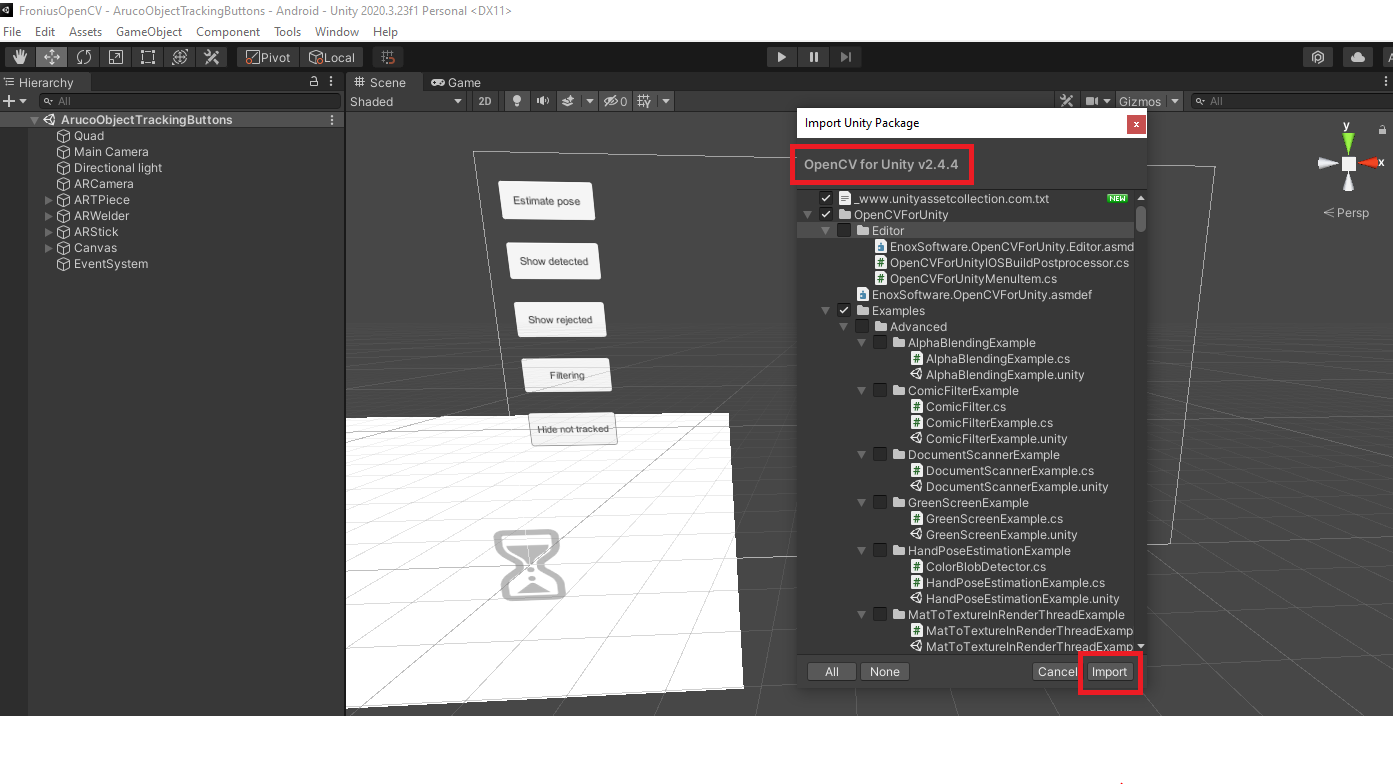 FroniusOpenCV - ArucoObjectTrackingButtons - Android - Unity 2020.3.23f1 Personal <DX11>
File Edit Assets GameObject Component Tools Window Help
Pivot Local
Hierarchy
Scene Game
All
Shaded 2D 0 Gizmos All
ArucoObjectTrackingButtons
Quad
Main Camera
Directional light
ARCamera
ARTPiece
ARWelder
ARStick
Canvas
EventSystem
Estimate pose
Show detected
Show rejected
Filtering
Hide not tracked
y
x
Persp
Import Unity Package
x
OpenCV for Unity v2.4.4
_www.unityassetcollection.com.txt NEW
OpenCVForUnity
Editor
EnoxSoftware.OpenCVForUnity.Editor.asmd
OpenCVForUnityIOSBuildPostprocessor.cs
OpenCVForUnityMenuItem.cs
EnoxSoftware.OpenCVForUnity.asmdef
Examples
Advanced
AlphaBlendingExample
AlphaBlendingExample.cs
AlphaBlendingExample.unity
ComicFilterExample
ComicFilter.cs
ComicFilterExample.cs
ComicFilterExample.unity
DocumentScannerExample
DocumentScannerExample.cs
DocumentScannerExample.unity
GreenScreenExample
GreenScreenExample.cs
GreenScreenExample.unity
HandPoseEstimationExample
ColorBlobDetector.cs
HandPoseEstimationExample.cs
HandPoseEstimationExample.unity
MatToTextureInRenderThreadExample
MatToTextureInRenderThreadExamp
MatToTextureInRenderThreadExamp
All None Cancel Import